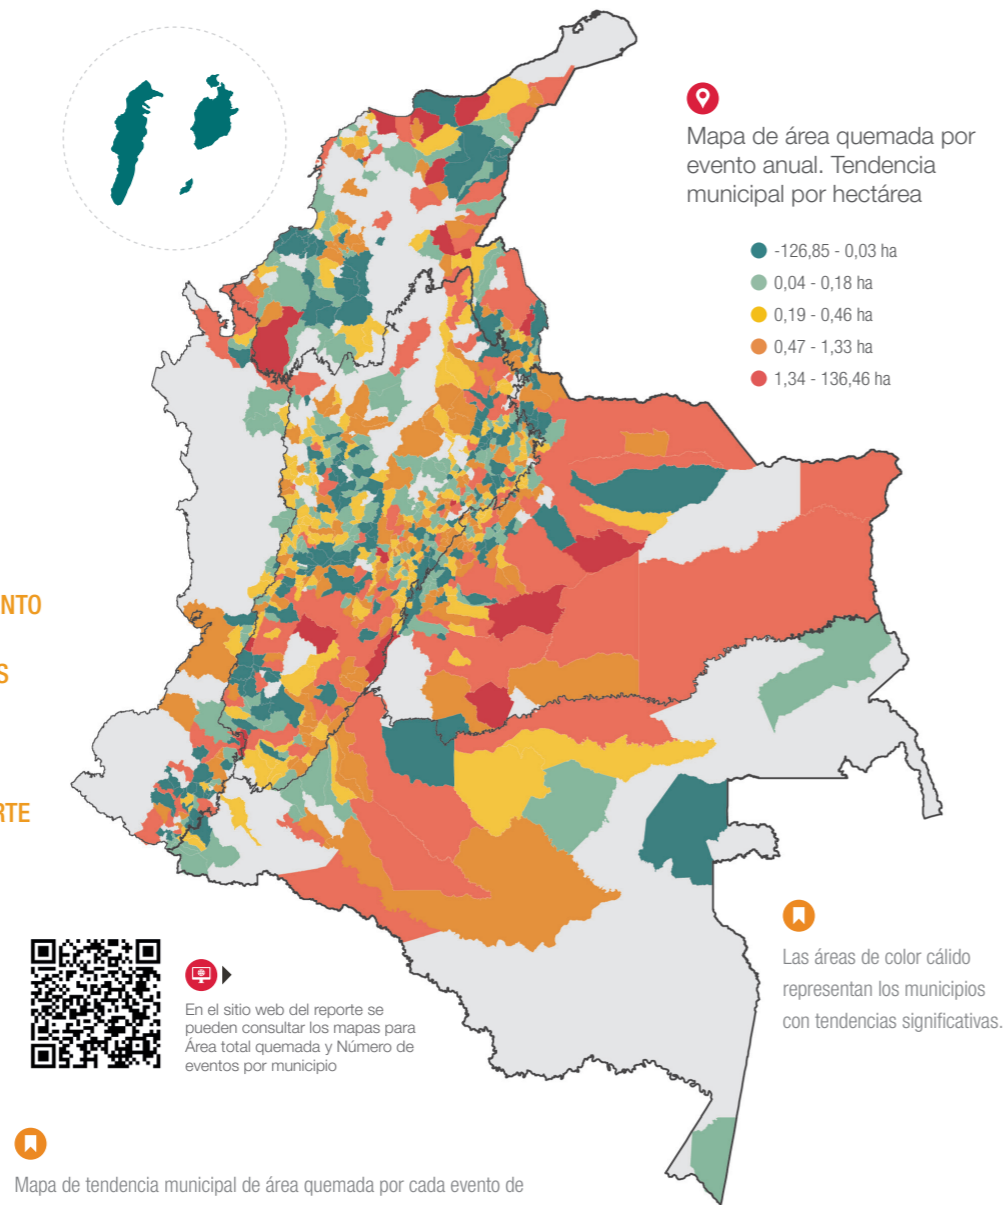 Mapa de área quemada por
evento anual. Tendencia
municipal por hectárea
-126,85 - 0,03 ha
0,04 - 0,18 ha
0,19 - 0,46 ha
0,47 - 1,33 ha
1,34 - 136,46 ha
NTO
S
RTE
Las áreas de color cálido
representan los municipios
con tendencias significativas.
En el sitio web del reporte se
pueden consultar los mapas para
Área total quemada y Número de
eventos por municipio
Mapa de tendencia municipal de área quemada por cada evento de